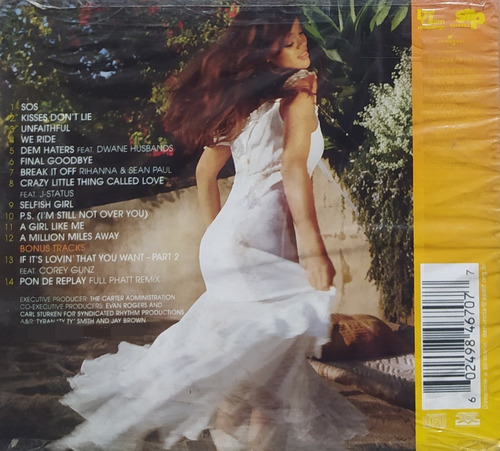 1 SOS
2 KISSES DON'T LIE
3 UNFAITHFUL
4 WE RIDE
5 DEM HATERS FEAT. DWANE HUSBANDS
6 FINAL GOODBYE
7 BREAK IT OFF RIHANNA & SEAN PAUL
8 CRAZY LITTLE THING CALLED LOVE
FEAT. J-STATUS
9 SELFISH GIRL
10 P.S. (I'M STILL NOT OVER YOU)
11 A GIRL LIKE ME
12 A MILLION MILES AWAY
BONUS TRACKS
13 IF IT'S LOVIN' THAT YOU WANT - PART 2
FEAT. COREY GUNZ
14 PON DE REPLAY FULL PHATT REMIX
EXECUTIVE PRODUCER: THE CARTER ADMINISTRATION
CO-EXECUTIVE PRODUCERS: EVAN ROGERS AND
CARL STURKEN FOR SYNDICATED RHYTHM PRODUCTIONS
A&R: TYRAN "TY TY" SMITH AND JAY BROWN
6 02498 46707 7